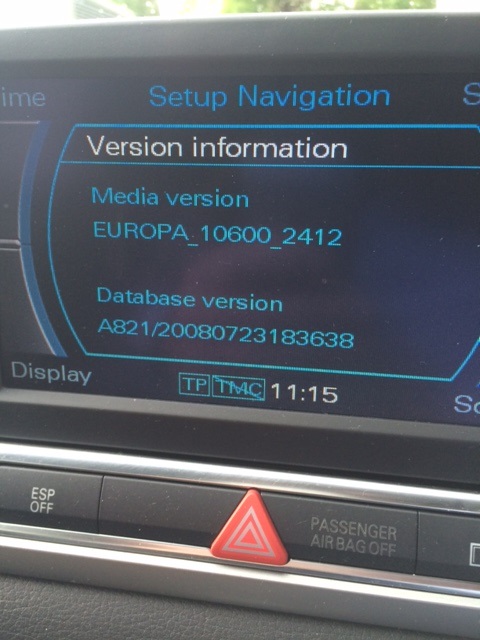 ime
Setup Navigation
S
Version information
Media version
EUROPA_10600_2412
Database version
A821/20080723183638
Display
TP TMC 11:15
So
ESP
OFF
PASSENGER
AIR BAG OFF